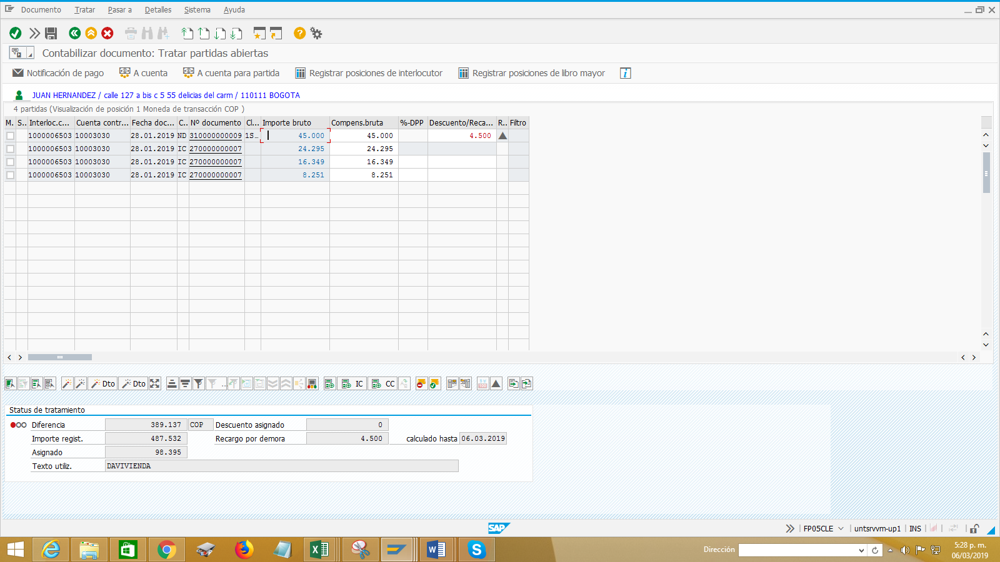 Documento Tratar Pasar a Detalles Sistema Ayuda
Contabilizar documento: Tratar partidas abiertas
Notificación de pago A cuenta A cuenta para partida Registrar posiciones de interlocutor Registrar posiciones de libro mayor
JUAN HERNANDEZ / calle 127 a bis c 5 55 delicias del carm / 110111 BOGOTA
4 partidas (Visualización de posición 1 Moneda de transacción COP )
M. S.. Interloc.c... Cuenta contr... Fecha doc... C.. Nº documento Cl... Importe bruto Compens.bruta %-DPP Descuento/Reca... R.. Filtro
1000006503 10003030 28.01.2019 ND 310000000009 1S... 45.000 45.000 4.500
1000006503 10003030 28.01.2019 IC 270000000007 24.295 24.295
1000006503 10003030 28.01.2019 IC 270000000007 16.349 16.349
1000006503 10003030 28.01.2019 IC 270000000007 8.251 8.251
Dto Dto IC CC
Status de tratamiento
Diferencia 389.137 COP Descuento asignado 0
Importe regist. 487.532 Recargo por demora 4.500 calculado hasta 06.03.2019
Asignado 98.395
Texto utiliz. DAVIVIENDA
SAP FP05CLE untsrvvm-up1 INS
Dirección 5:28 p. m.
06/03/2019